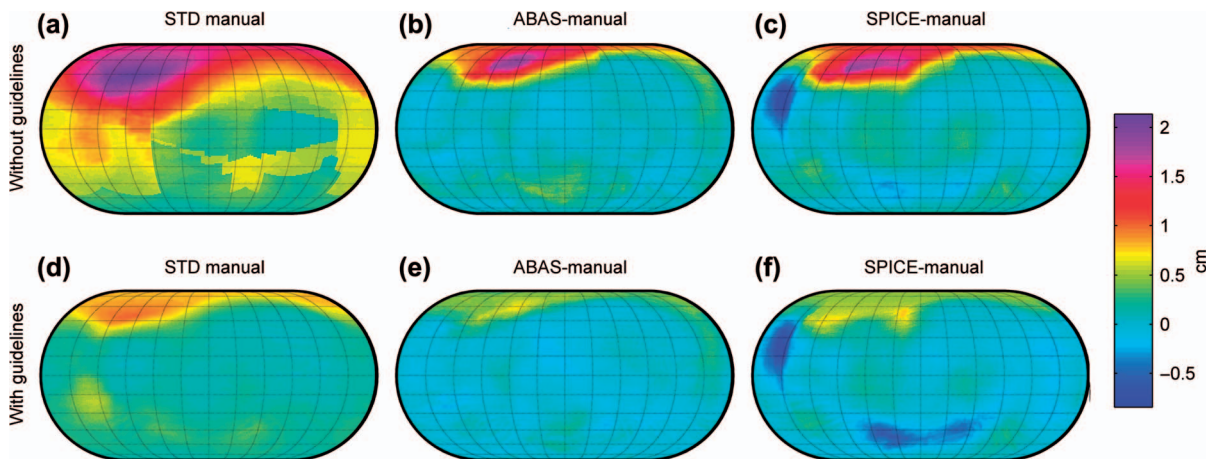 (a) STD manual (b) ABAS-manual (c) SPICE-manual
Without guidelines
2
1.5
1
0.5
0
−0.5
cm
(d) STD manual (e) ABAS-manual (f) SPICE-manual
With guidelines